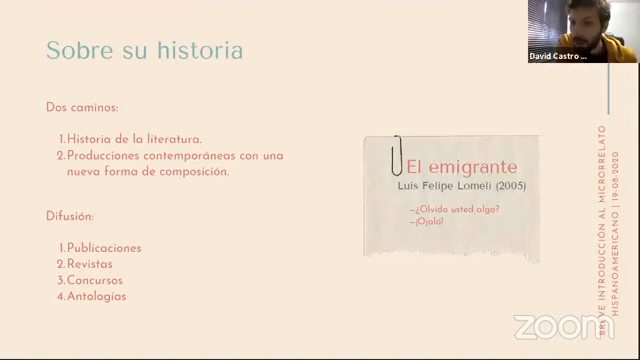 Sobre su historia
Dos caminos:
1.Historia de la literatura.
2.Producciones contemporáneas con una
nueva forma de composición.
Difusión:
1.Publicaciones
2.Revistas
3.Concursos
4.Antologías
El emigrante
Luis Felipe Lomelí (2005)
—¿Olvida usted algo?
—¡Ojalá!
David Castro ...
BREVE INTRODUCCIÓN AL MICRORRELATO
HISPANOAMERICANO | 19-08-2020
zoom